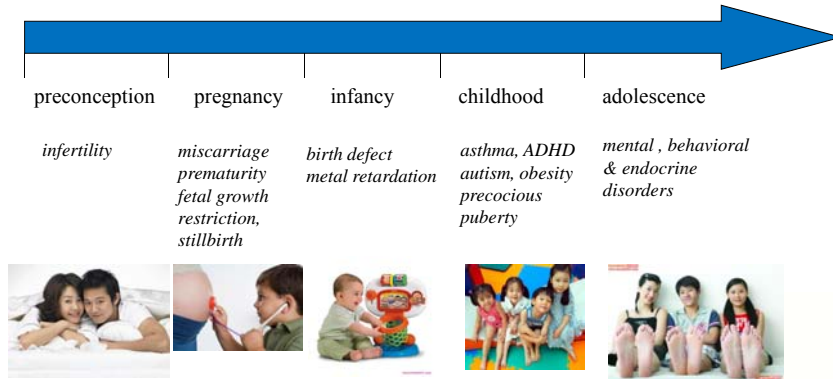 preconception
pregnancy
infancy
childhood
adolescence
infertility
miscarriage
prematurity
fetal growth
restriction,
stillbirth
birth defect
metal retardation
asthma, ADHD
autism, obesity
precocious
puberty
mental , behavioral
& endocrine
disorders